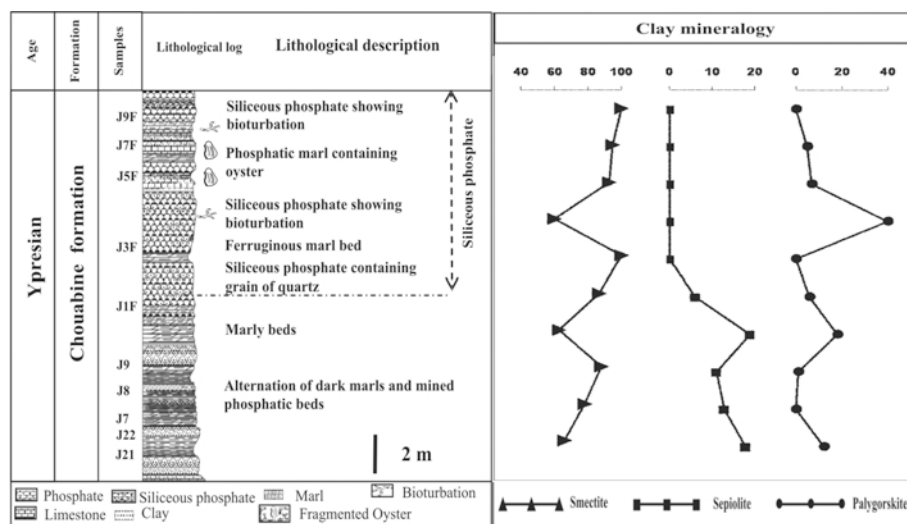 Age
Formation
Samples
Lithological log
Lithological description
Clay mineralogy
40 60 80 100
0 10 20
0 20 40
Ypresian
Chouabine formation
J9F
J7F
J5F
J3F
J1F
J9
J8
J7
J22
J21
Siliceous phosphate showing
bioturbation
Phosphatic marl containing
oyster
Siliceous phosphate showing
bioturbation
Ferruginous marl bed
Siliceous phosphate containing
grain of quartz
Marly beds
Alternation of dark marls and mined
phosphatic beds
Siliceous phosphate
2 m
Phosphate
Siliceous phosphate
Marl
Bioturbation
Limestone
Clay
Fragmented Oyster
Smectite
Sepiolite
Palygorskite